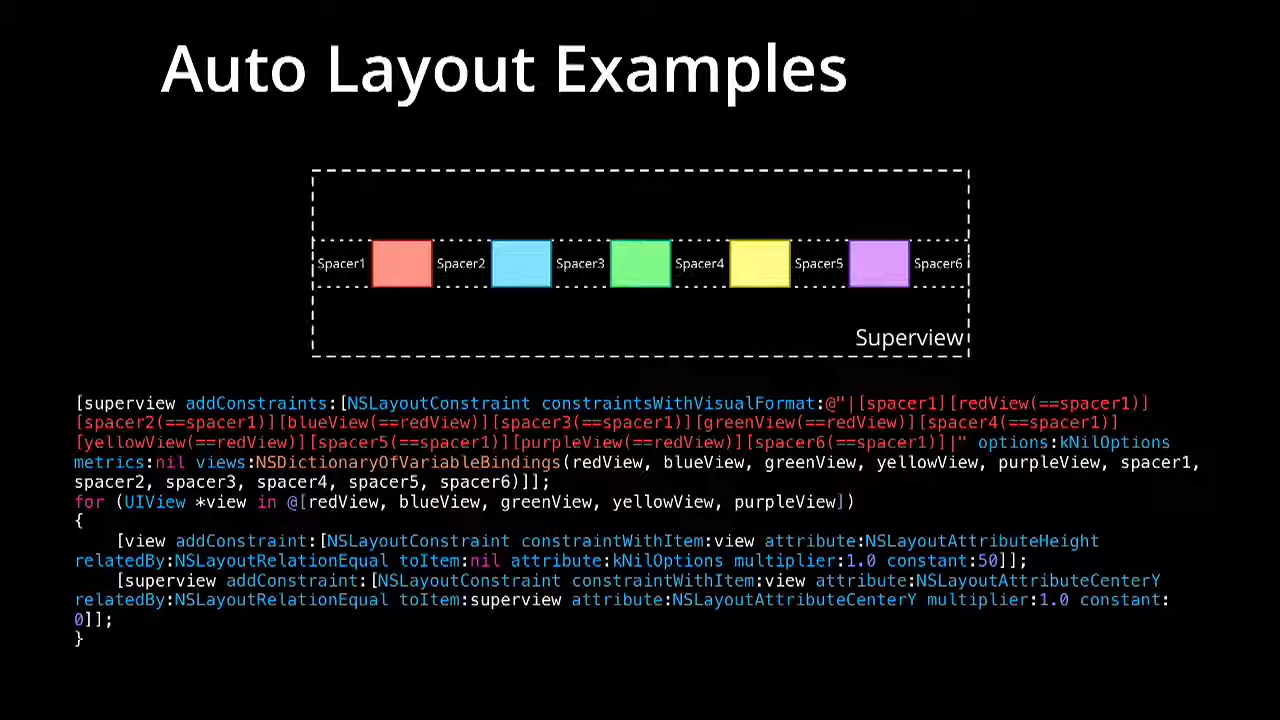 Auto Layout Examples
Spacer1 Spacer2 Spacer3 Spacer4 Spacer5 Spacer6
Superview
[superview addConstraints:[NSLayoutConstraint constraintsWithVisualFormat:@"|[spacer1][redView(==spacer1)]
[spacer2(==spacer1)][blueView(==redView)][spacer3(==spacer1)][greenView(==redView)][spacer4(==spacer1)]
[yellowView(==redView)][spacer5(==spacer1)][purpleView(==redView)][spacer6(==spacer1)]|" options:kNilOptions
metrics:nil views:NSDictionaryOfVariableBindings(redView, blueView, greenView, yellowView, purpleView, spacer1,
spacer2, spacer3, spacer4, spacer5, spacer6)]];
for (UIView *view in @[redView, blueView, greenView, yellowView, purpleView])
{
    [view addConstraint:[NSLayoutConstraint constraintWithItem:view attribute:NSLayoutAttributeHeight
relatedBy:NSLayoutRelationEqual toItem:nil attribute:kNilOptions multiplier:1.0 constant:50]];
    [superview addConstraint:[NSLayoutConstraint constraintWithItem:view attribute:NSLayoutAttributeCenterY
relatedBy:NSLayoutRelationEqual toItem:superview attribute:NSLayoutAttributeCenterY multiplier:1.0 constant:
0]];
}